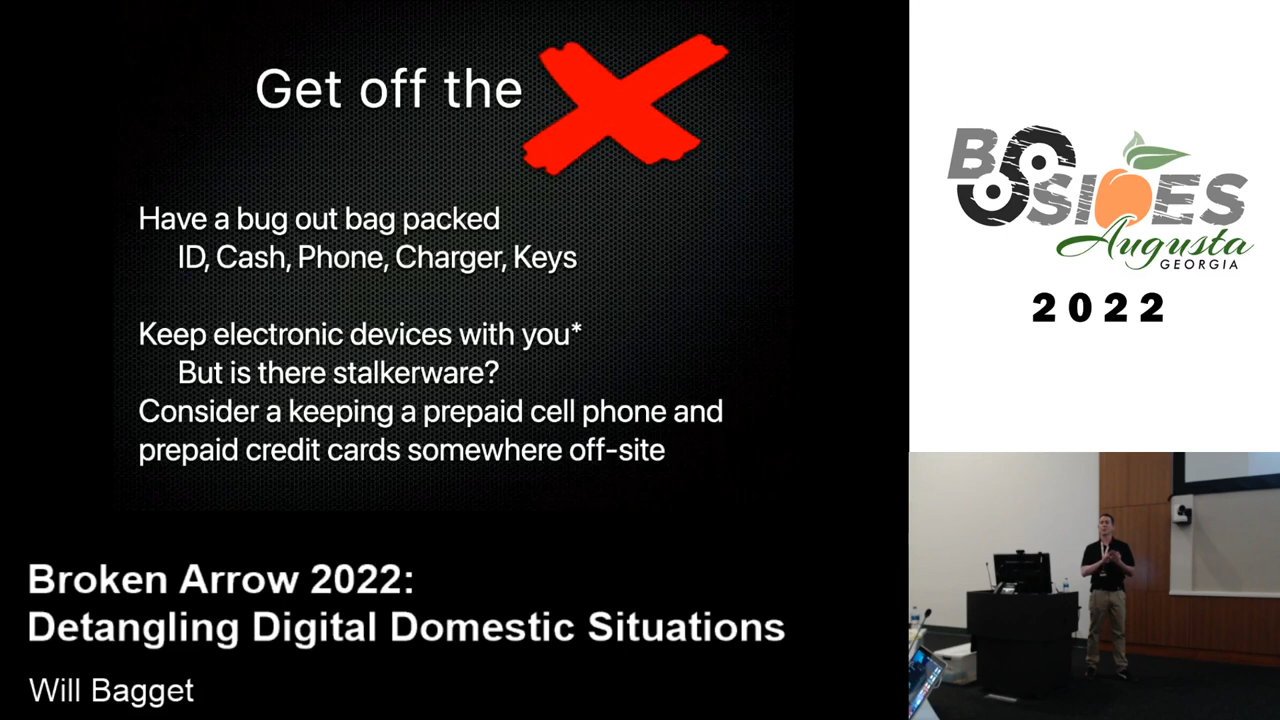 Get off the
Have a bug out bag packed
ID, Cash, Phone, Charger, Keys
Keep electronic devices with you*
But is there stalkerware?
Consider a keeping a prepaid cell phone and
prepaid credit cards somewhere off-site
Broken Arrow 2022:
Detangling Digital Domestic Situations
Will Bagget
BSIDES
Augusta
GEORGIA
2022